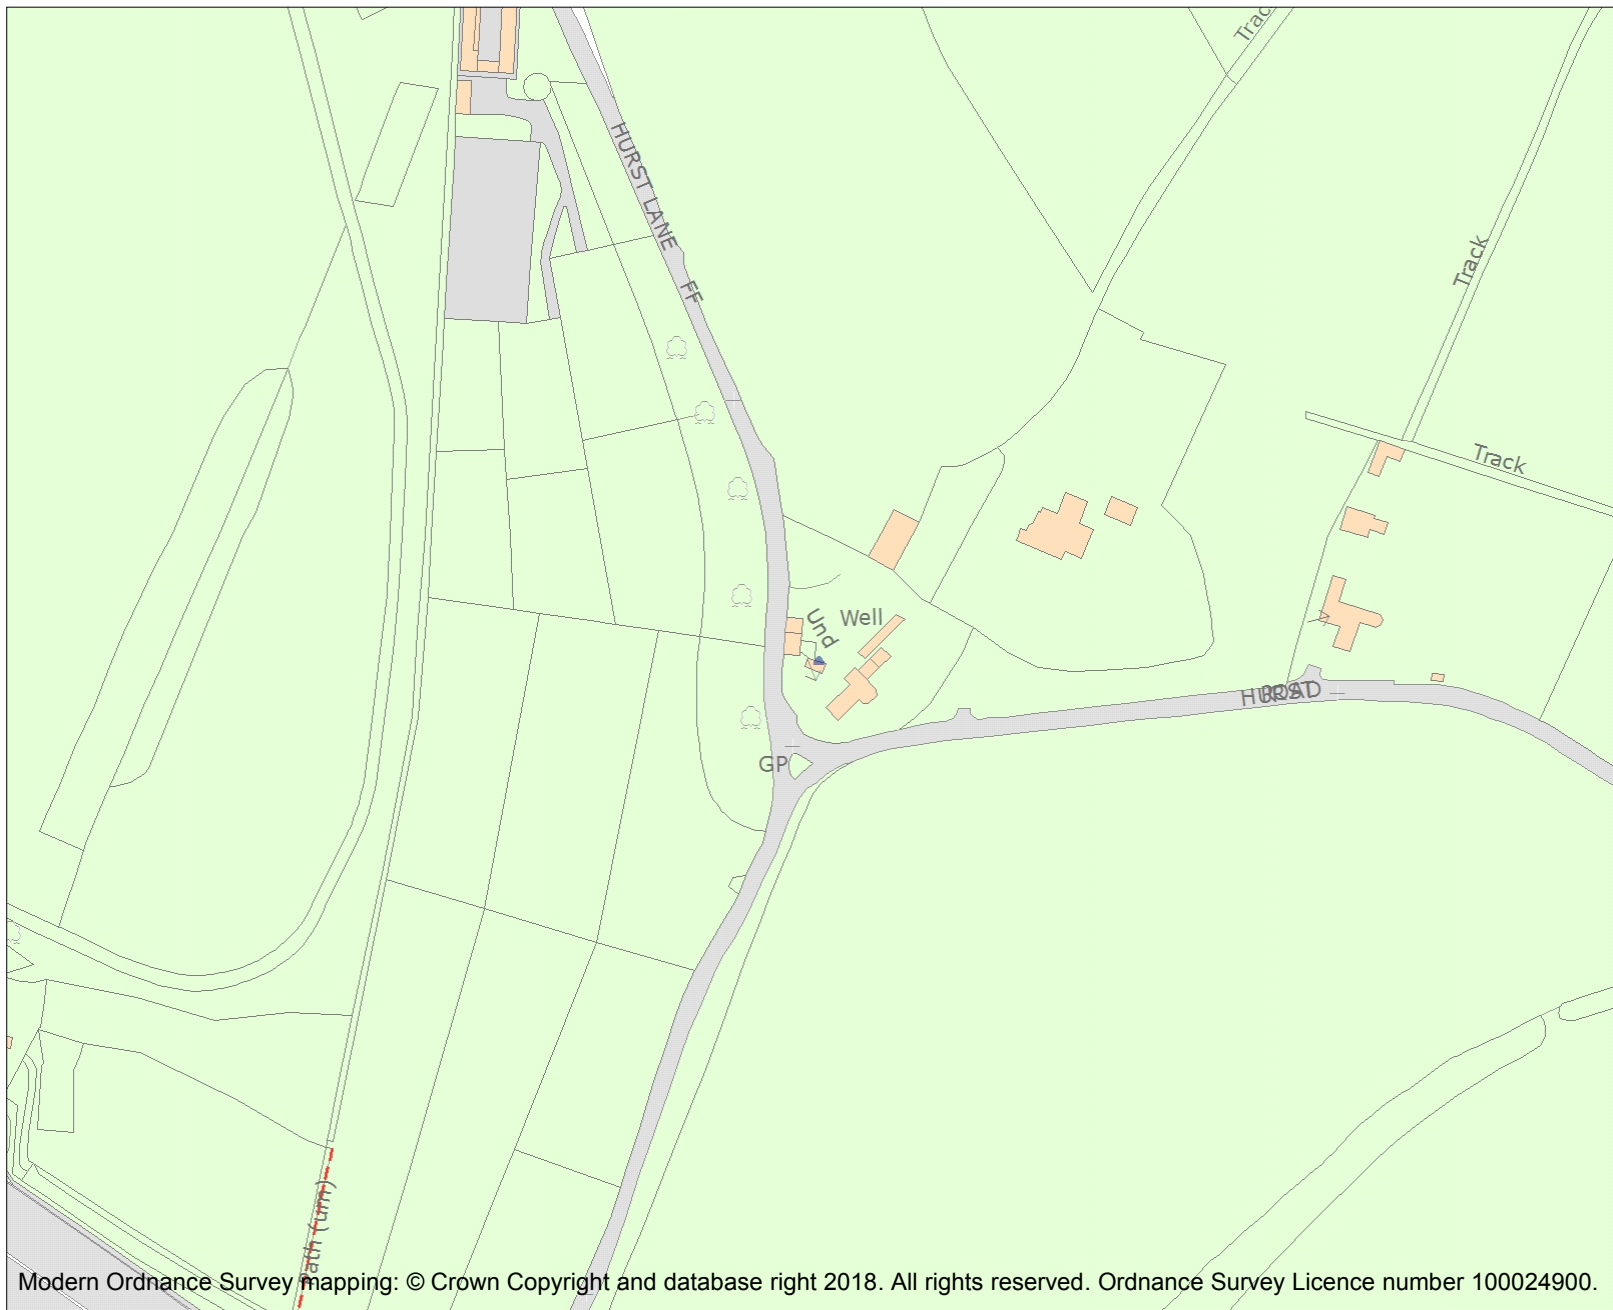 Trac
HURST LANE
FF
Track
Track
Und
Well
HURST
ROAD
GP
Path (um)
Modern Ordnance Survey mapping: © Crown Copyright and database right 2018. All rights reserved. Ordnance Survey Licence number 100024900.